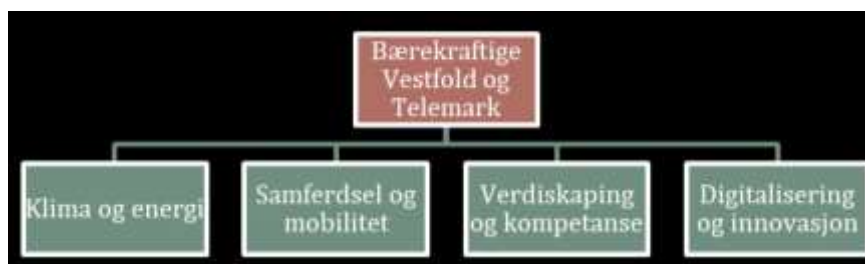 Bærekraftige
Vestfold og
Telemark
Klima og energi
Samferdsel og
mobilitet
Verdiskaping
og kompetanse
Digitalisering
og innovasjon